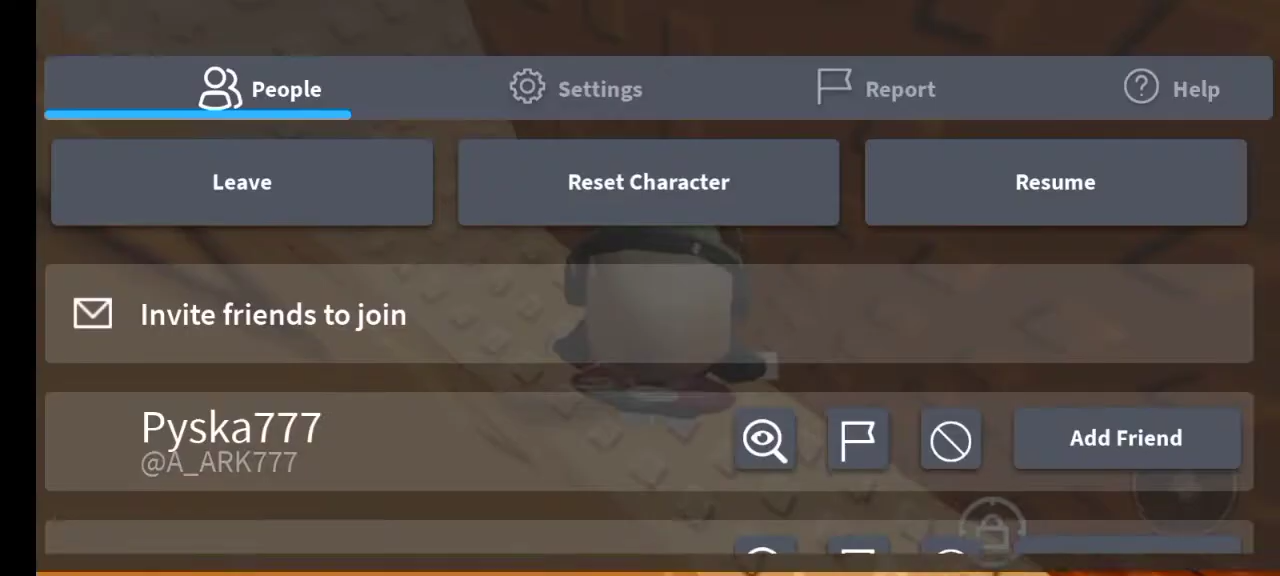 People
Settings
Report
Help
Leave
Reset Character
Resume
Invite friends to join
Pyska777
@A_ARK777
Add Friend